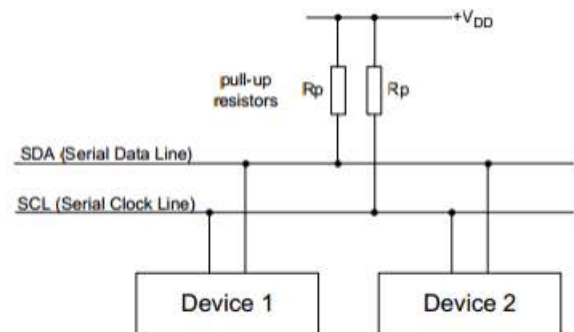 +VDD
pull-up
resistors
Rp
Rp
SDA (Serial Data Line)
SCL (Serial Clock Line)
Device 1
Device 2